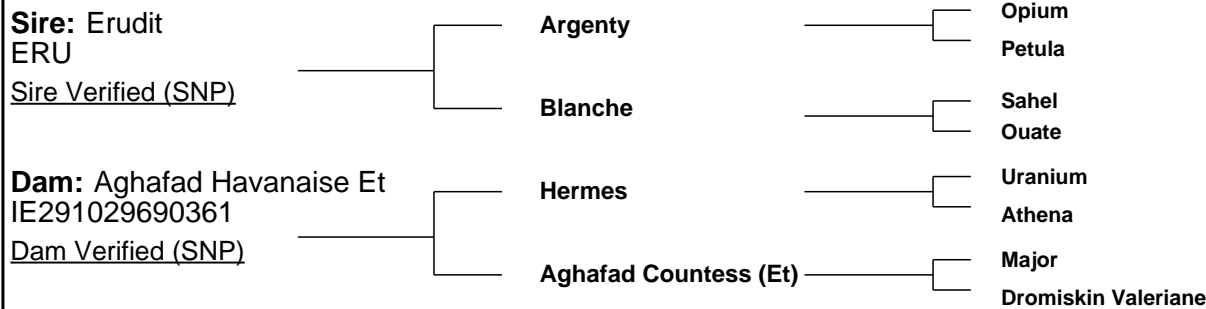 Sire: Erudit
ERU
Sire Verified (SNP)
Argenty
Opium
Petula
Blanche
Sahel
Ouate
Dam: Aghafad Havanaise Et
IE291029690361
Dam Verified (SNP)
Hermes
Uranium
Athena
Aghafad Countess (Et)
Major
Dromiskin Valeriane